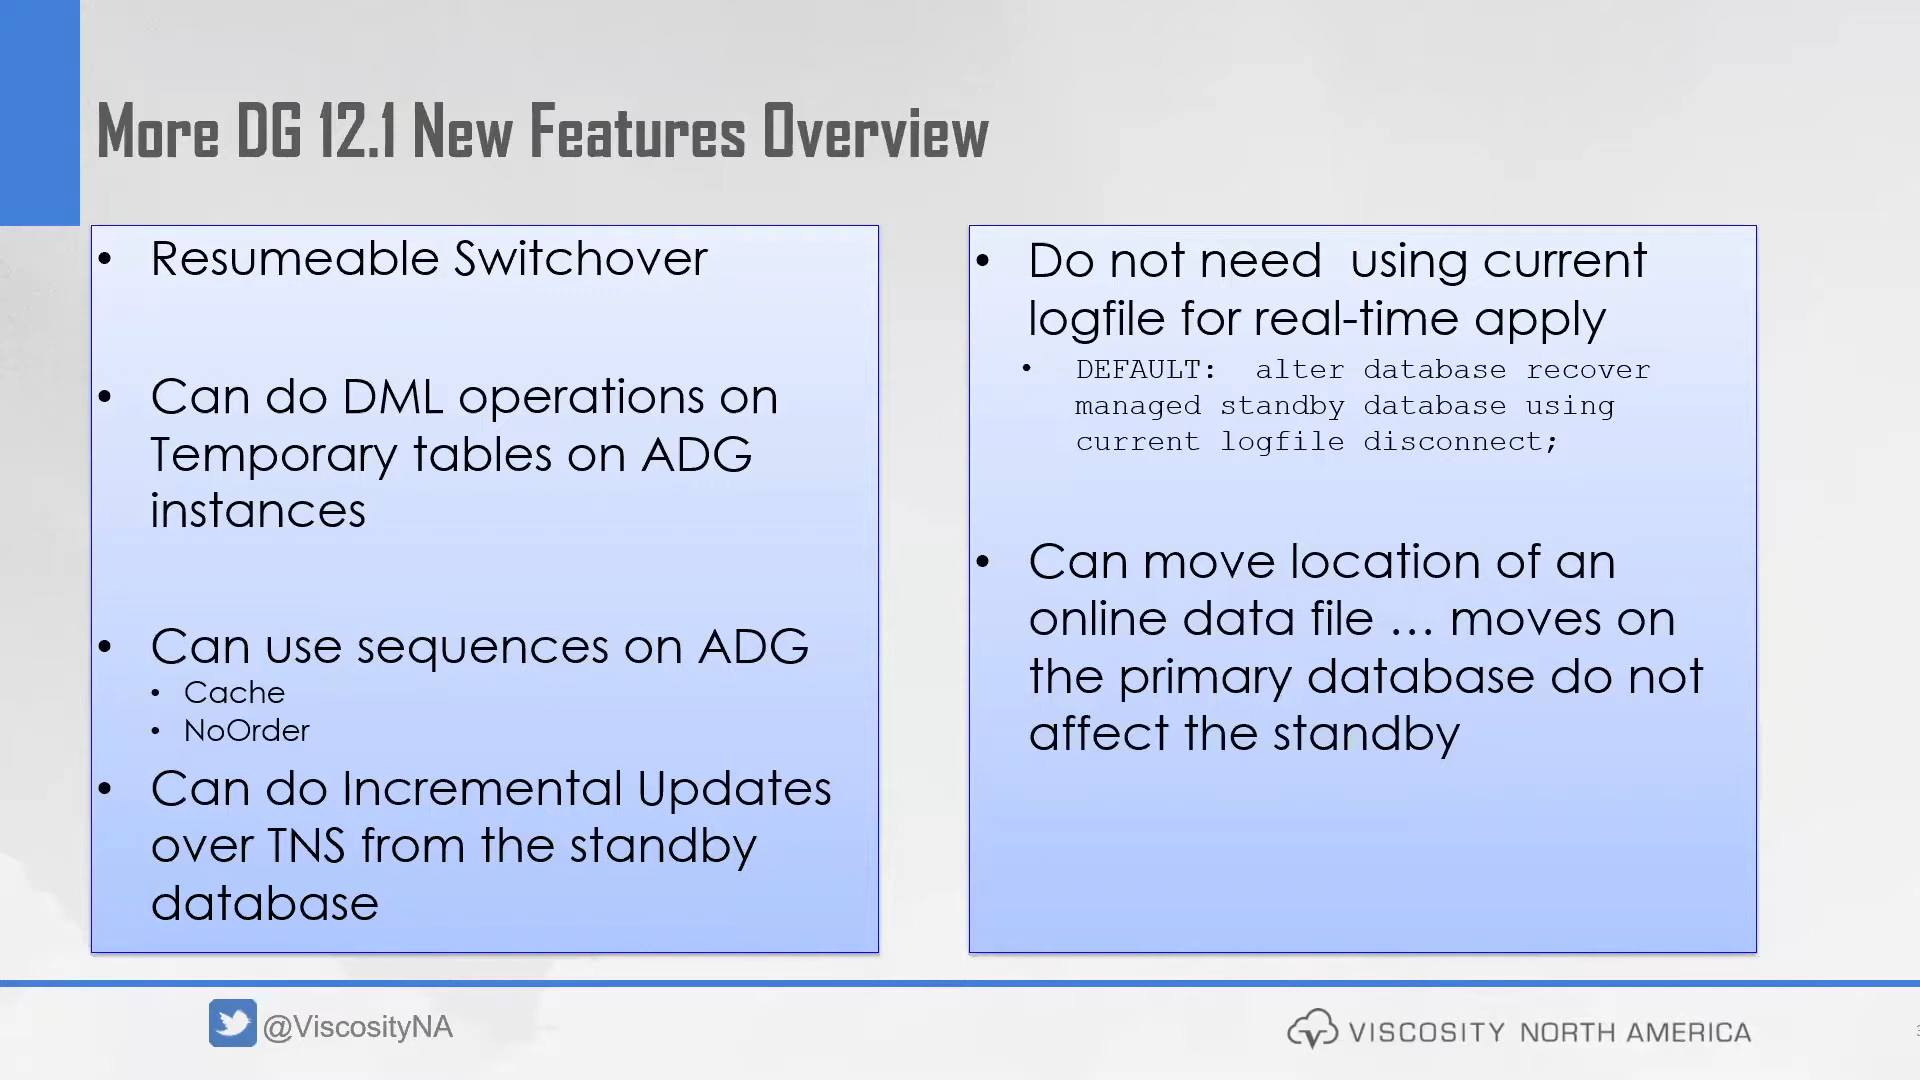 More DG 12.1 New Features Overview
• Resumeable Switchover
• Can do DML operations on
Temporary tables on ADG
instances
• Can use sequences on ADG
• Cache
• NoOrder
• Can do Incremental Updates
over TNS from the standby
database
• Do not need  using current
logfile for real-time apply
• DEFAULT:  alter database recover
managed standby database using
current logfile disconnect;
• Can move location of an
online data file … moves on
the primary database do not
affect the standby
@ViscosityNA
VISCOSITY NORTH AMERICA